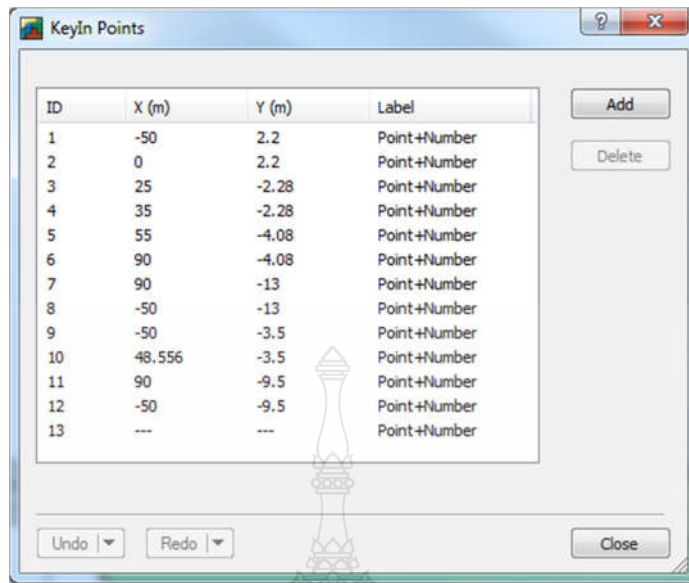 KeyIn Points
ID X (m) Y (m) Label
1 -50 2.2 Point+Number
2 0 2.2 Point+Number
3 25 -2.28 Point+Number
4 35 -2.28 Point+Number
5 55 -4.08 Point+Number
6 90 -4.08 Point+Number
7 90 -13 Point+Number
8 -50 -13 Point+Number
9 -50 -3.5 Point+Number
10 48.556 -3.5 Point+Number
11 90 -9.5 Point+Number
12 -50 -9.5 Point+Number
13 --- --- Point+Number
Add
Delete
Undo Redo Close